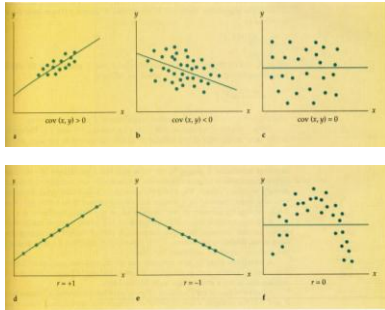 y y y
x x x
cov (x, y) > 0 cov (x, y) < 0 cov (x, y) = 0
a b c
y y y
x x x
r = +1 r = −1 r = 0
d e f